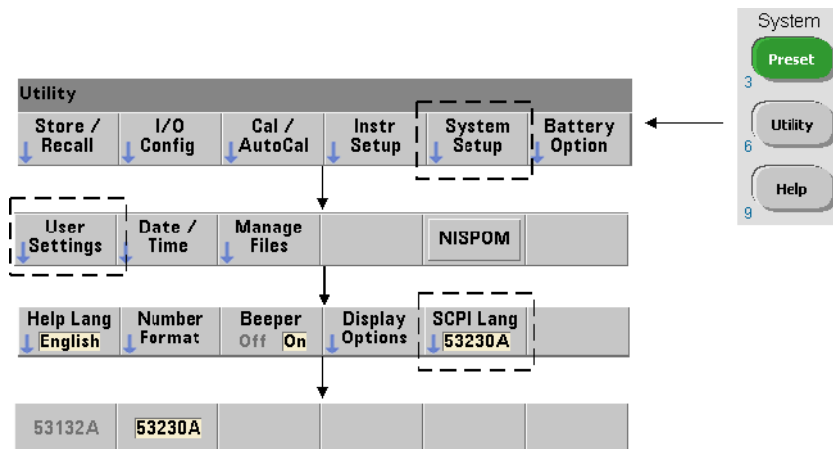 System
Preset
3
Utility
6
Help
9
Utility
Store / Recall
I/O Config
Cal / AutoCal
Instr Setup
System Setup
Battery Option
User Settings
Date / Time
Manage Files
NISPOM
Help Lang English
Number Format
Beeper Off On
Display Options
SCPI Lang 53230A
53132A
53230A